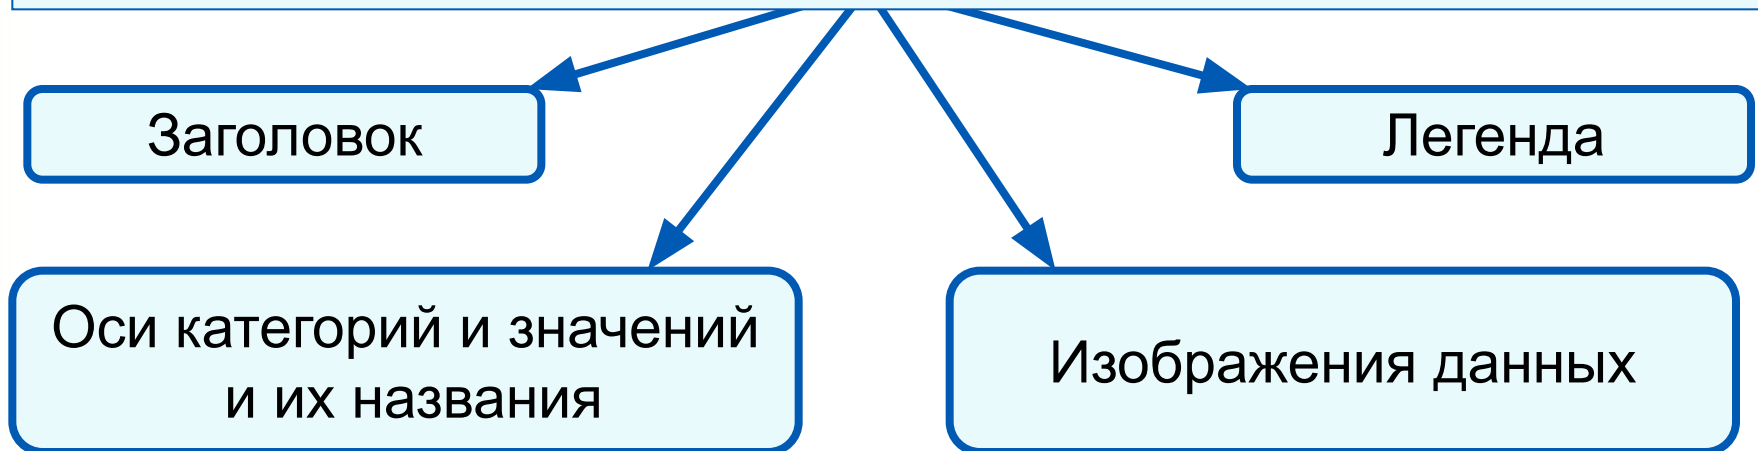 Заголовок
Легенда
Оси категорий и значений
и их названия
Изображения данных